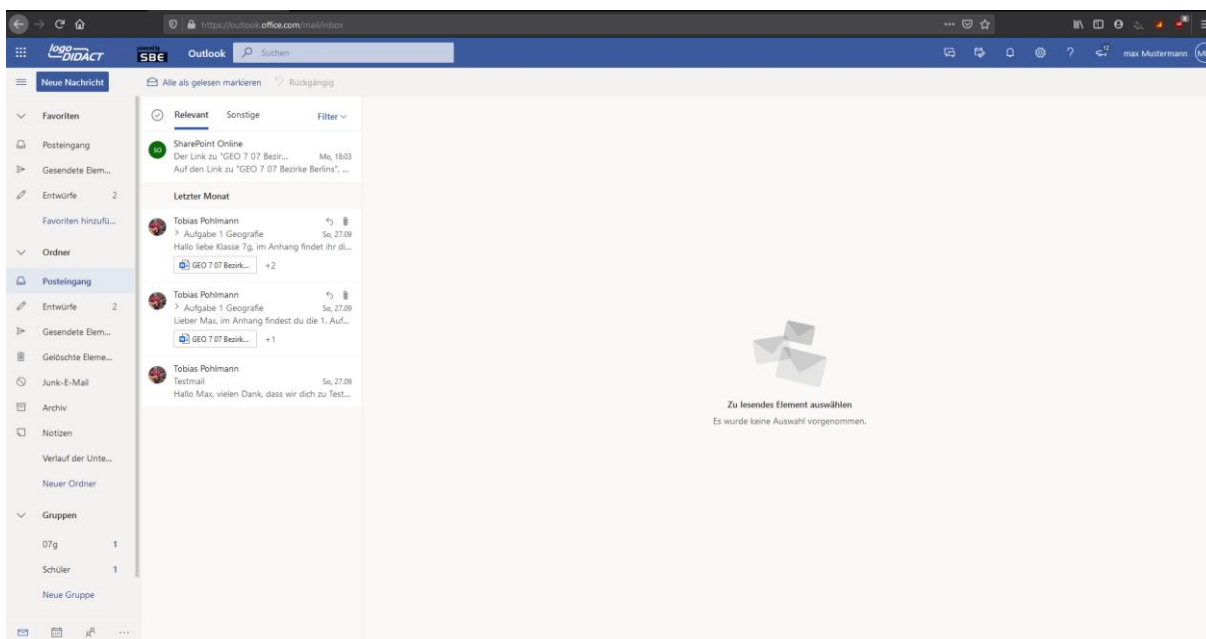 https://outlook.office.com/mail/inbox
logo DIDACT
powered by
SBE
Outlook
Suchen
12
max Mustermann
Neue Nachricht
Alle als gelesen markieren
Rückgängig
Favoriten
Posteingang
Gesendete Elem...
Entwürfe 2
Favoriten hinzufü...
Ordner
Posteingang
Entwürfe 2
Gesendete Elem...
Gelöschte Eleme...
Junk-E-Mail
Archiv
Notizen
Verlauf der Unte...
Neuer Ordner
Gruppen
07g 1
Schüler 1
Neue Gruppe
Relevant Sonstige Filter
SO
SharePoint Online
Der Link zu "GEO 7 07 Bezir... Mo, 18:03
Auf den Link zu "GEO 7 07 Bezirke Berlins", ...
Letzter Monat
Tobias Pohlmann
> Aufgabe 1 Geografie So, 27.09
Hallo liebe Klasse 7g, im Anhang findet ihr di...
GEO 7 07 Bezirk... +2
Tobias Pohlmann
> Aufgabe 1 Geografie So, 27.09
Lieber Max, im Anhang findest du die 1. Auf...
GEO 7 07 Bezirk... +1
Tobias Pohlmann
Testmail So, 27.09
Hallo Max, vielen Dank, dass wir dich zu Test...
Zu lesendes Element auswählen
Es wurde keine Auswahl vorgenommen.